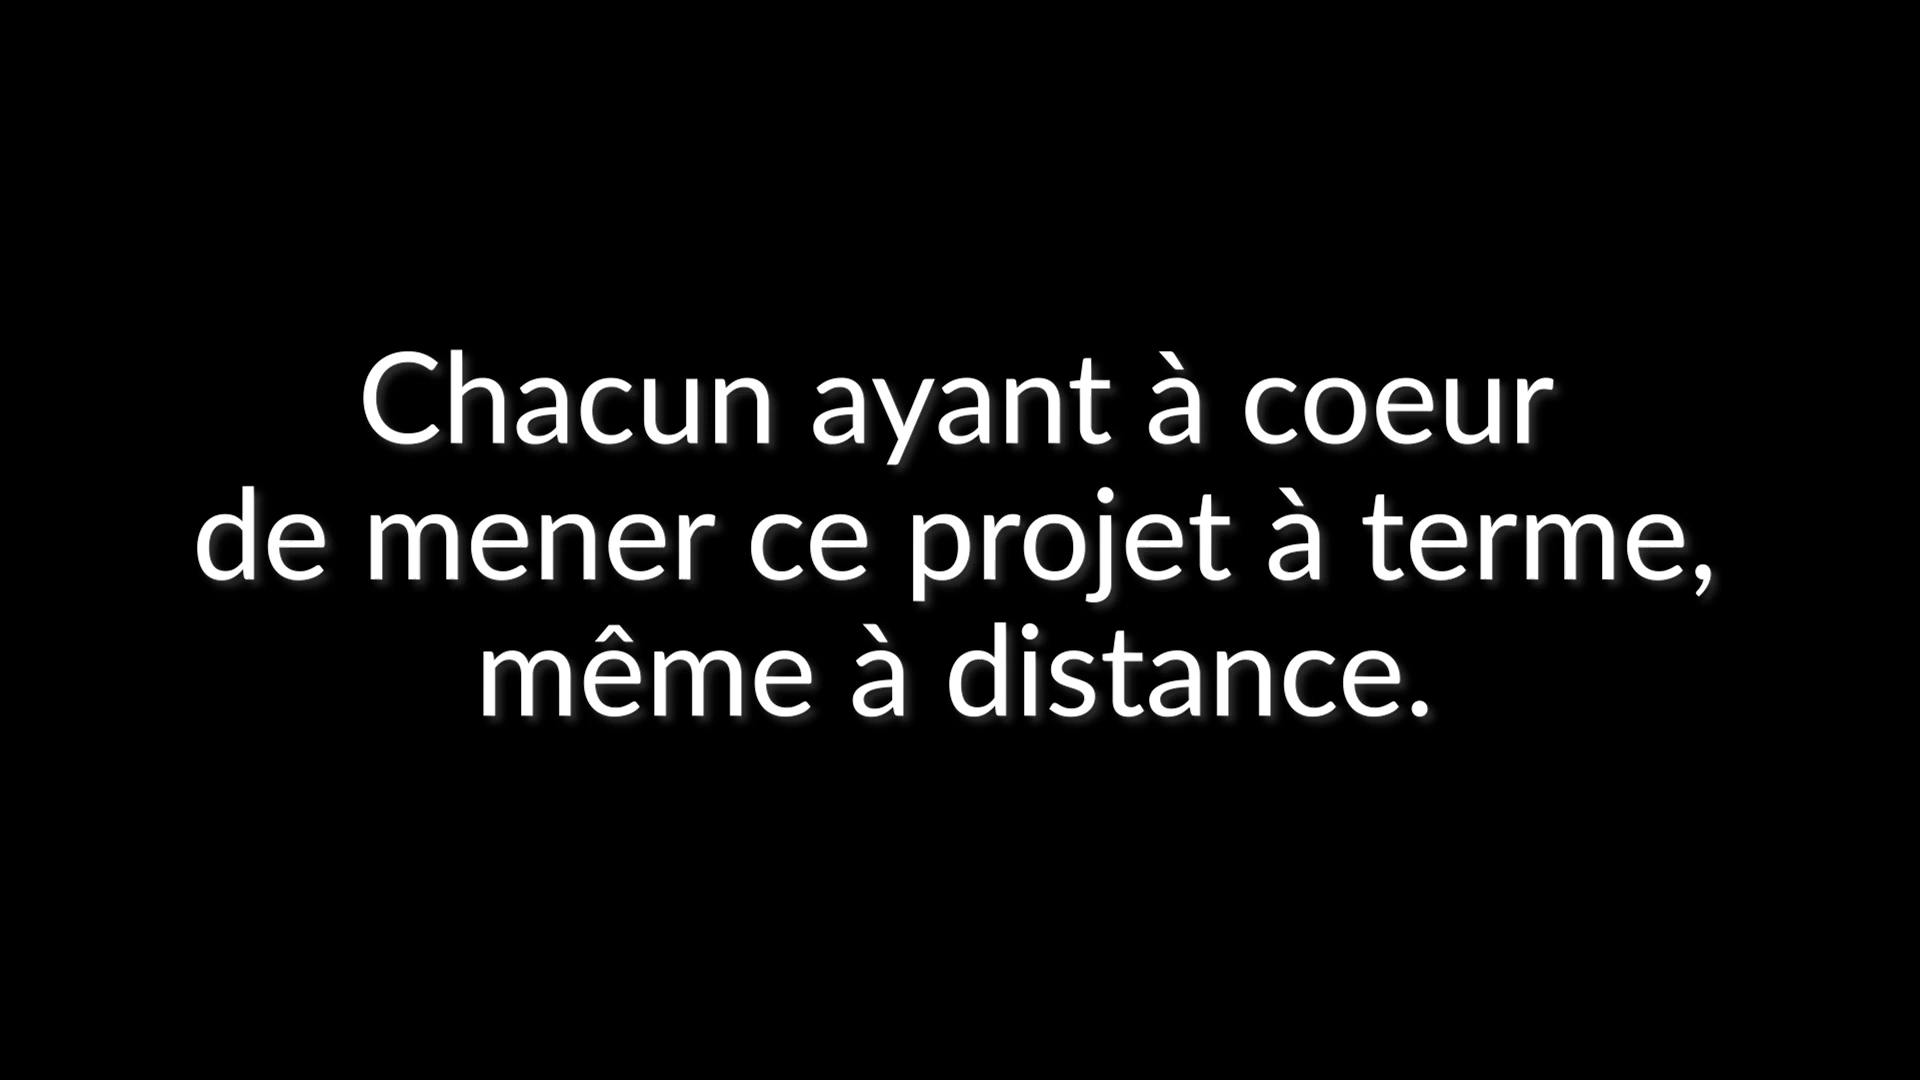 Chacun ayant à coeur
de mener ce projet à terme,
même à distance.